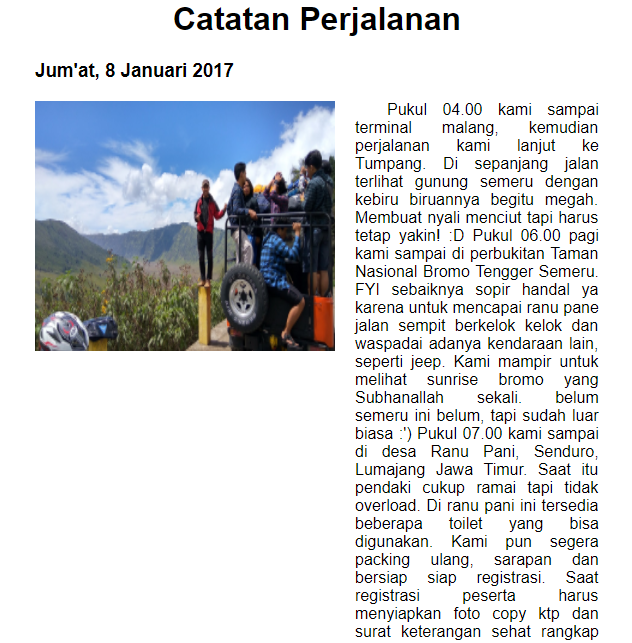 Catatan Perjalanan
Jum'at, 8 Januari 2017
Pukul 04.00 kami sampai
terminal malang, kemudian
perjalanan kami lanjut ke
Tumpang. Di sepanjang jalan
terlihat gunung semeru dengan
kebiru biruannya begitu megah.
Membuat nyali menciut tapi harus
tetap yakin! :D Pukul 06.00 pagi
kami sampai di perbukitan Taman
Nasional Bromo Tengger Semeru.
FYI sebaiknya sopir handal ya
karena untuk mencapai ranu pane
jalan sempit berkelok kelok dan
waspadai adanya kendaraan lain,
seperti jeep. Kami mampir untuk
melihat sunrise bromo yang
Subhanallah sekali. belum
semeru ini belum, tapi sudah luar
biasa :') Pukul 07.00 kami sampai
di desa Ranu Pani, Senduro,
Lumajang Jawa Timur. Saat itu
pendaki cukup ramai tapi tidak
overload. Di ranu pani ini tersedia
beberapa toilet yang bisa
digunakan. Kami pun segera
packing ulang, sarapan dan
bersiap siap registrasi. Saat
registrasi peserta harus
menyiapkan foto copy ktp dan
surat keterangan sehat rangkap